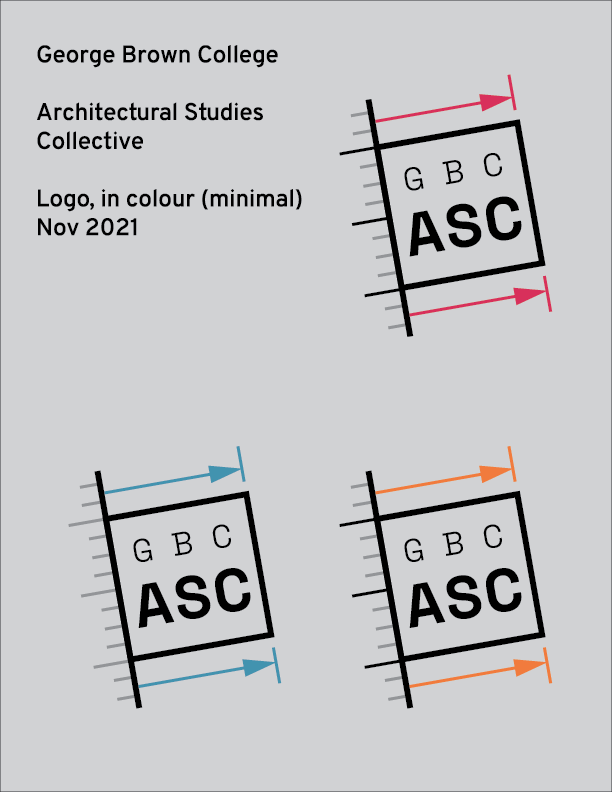 George Brown College
Architectural Studies
Collective
Logo, in colour (minimal)
Nov 2021
G B C
ASC
G B C
ASC
G B C
ASC